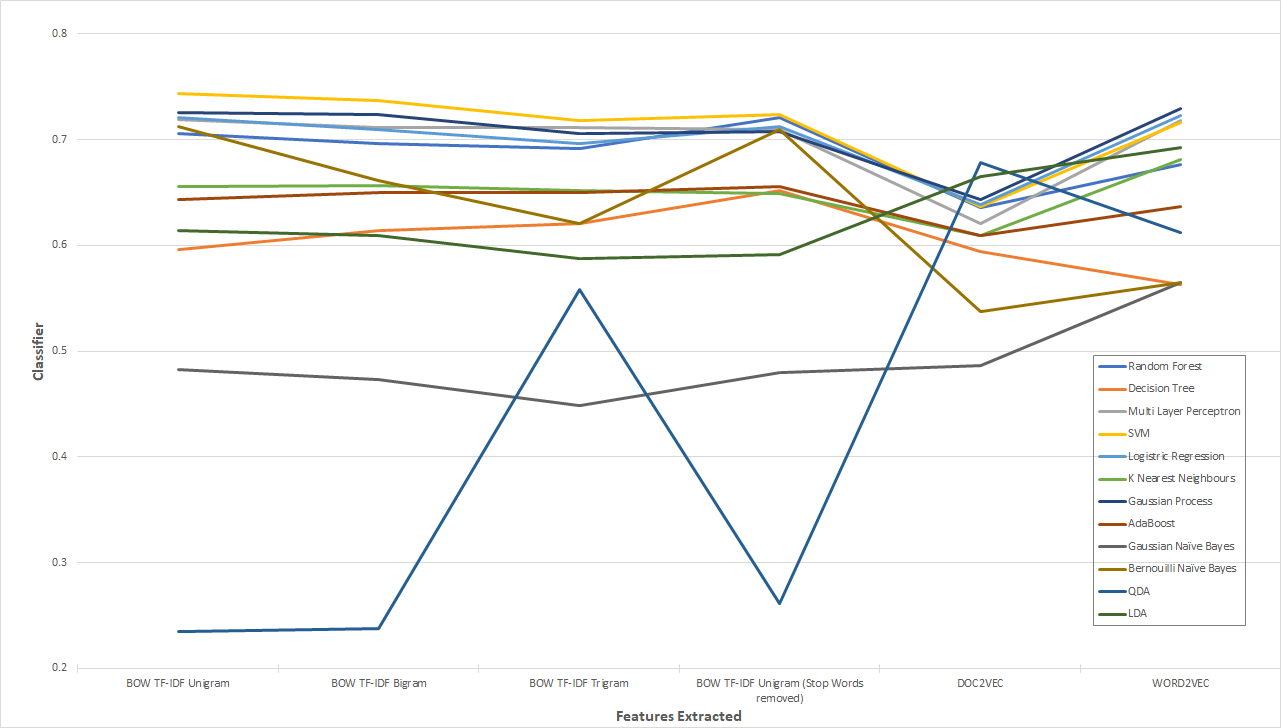 0.8
0.7
0.6
0.5
0.4
0.3
0.2
Classifier
BOW TF-IDF Unigram
BOW TF-IDF Bigram
BOW TF-IDF Trigram
BOW TF-IDF Unigram (Stop Words
removed)
DOC2VEC
WORD2VEC
Features Extracted
Random Forest
Decision Tree
Multi Layer Perceptron
SVM
Logistric Regression
K Nearest Neighbours
Gaussian Process
AdaBoost
Gaussian Naïve Bayes
Bernouilli Naïve Bayes
QDA
LDA